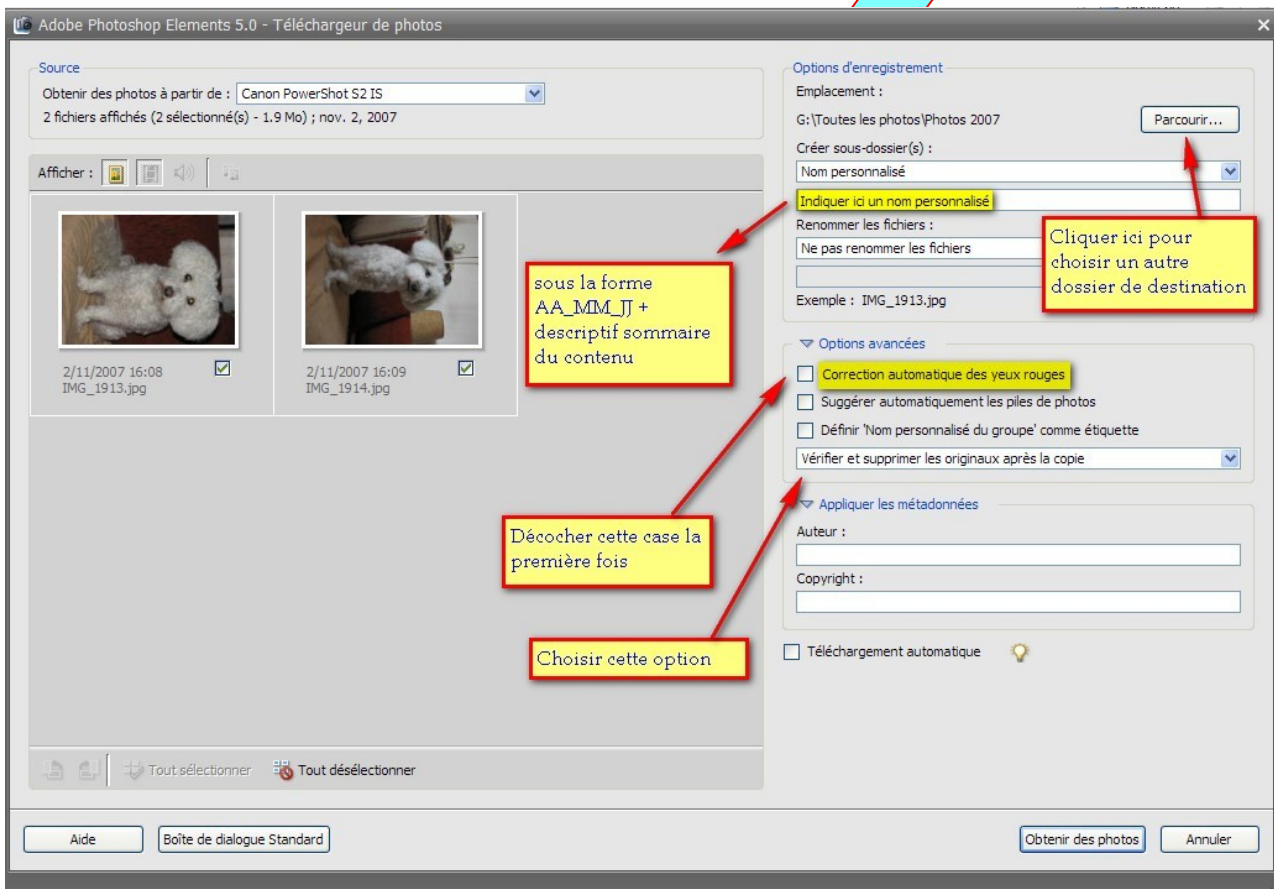 Adobe Photoshop Elements 5.0 - Téléchargeur de photos
Source
Obtenir des photos à partir de : Canon PowerShot S2 IS
2 fichiers affichés (2 sélectionné(s) - 1.9 Mo) ; nov. 2, 2007
Afficher :
2/11/2007 16:08
IMG_1913.jpg
2/11/2007 16:09
IMG_1914.jpg
sous la forme
AA_MM_JJ +
descriptif sommaire
du contenu
Décocher cette case la
première fois
Choisir cette option
Tout sélectionner
Tout désélectionner
Options d'enregistrement
Emplacement :
G:\Toutes les photos\Photos 2007
Parcourir...
Créer sous-dossier(s) :
Nom personnalisé
Indiquer ici un nom personnalisé
Renommer les fichiers :
Ne pas renommer les fichiers
Exemple : IMG_1913.jpg
Cliquer ici pour
choisir un autre
dossier de destination
Options avancées
Correction automatique des yeux rouges
Suggérer automatiquement les piles de photos
Définir 'Nom personnalisé du groupe' comme étiquette
Vérifier et supprimer les originaux après la copie
Appliquer les métadonnées
Auteur :
Copyright :
Téléchargement automatique
Aide
Boîte de dialogue Standard
Obtenir des photos
Annuler